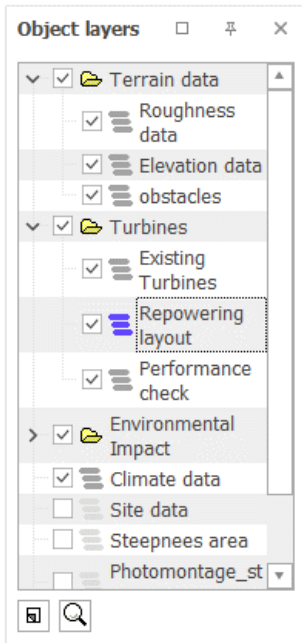 Object layers
Terrain data
Roughness
data
Elevation data
obstacles
Turbines
Existing
Turbines
Repowering
layout
Performance
check
Environmental
Impact
Climate data
Site data
Steepnees area
Photomontage_st